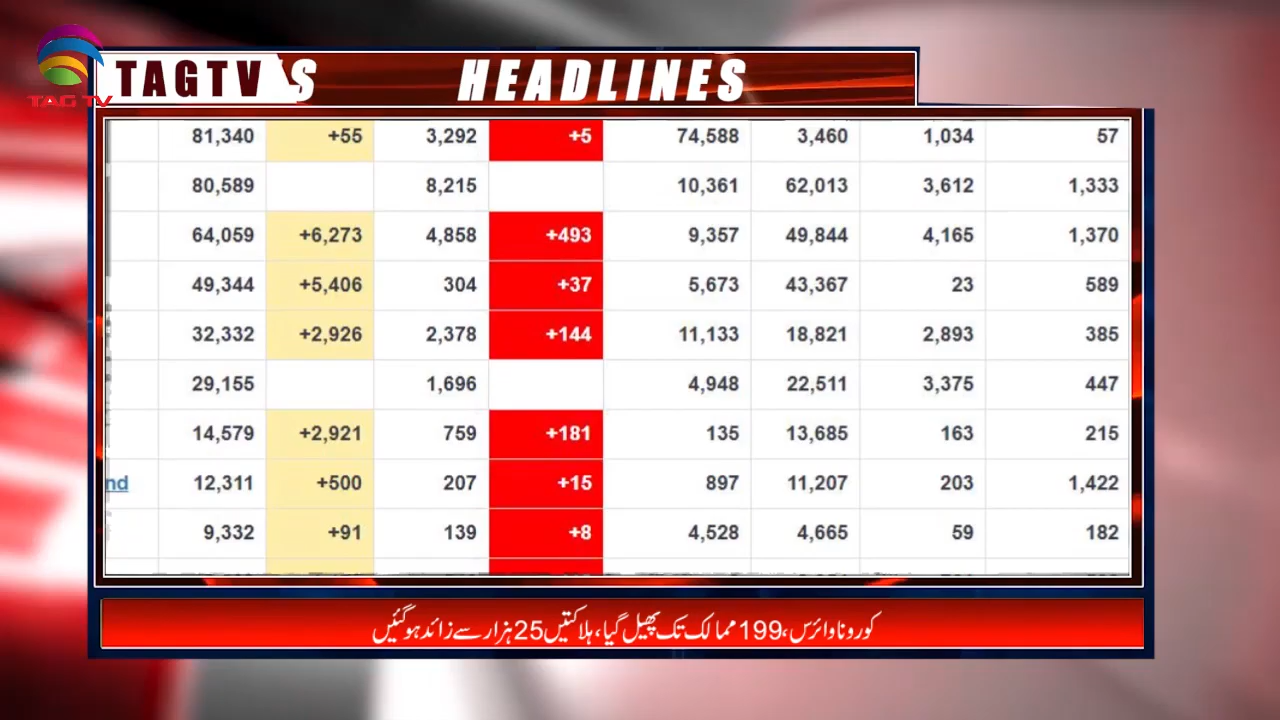 TAG TV
TAGTV'S HEADLINES
81,340 +55 3,292 +5 74,588 3,460 1,034 57
80,589 8,215 10,361 62,013 3,612 1,333
64,059 +6,273 4,858 +493 9,357 49,844 4,165 1,370
49,344 +5,406 304 +37 5,673 43,367 23 589
32,332 +2,926 2,378 +144 11,133 18,821 2,893 385
29,155 1,696 4,948 22,511 3,375 447
14,579 +2,921 759 +181 135 13,685 163 215
nd 12,311 +500 207 +15 897 11,207 203 1,422
9,332 +91 139 +8 4,528 4,665 59 182
کورونا وائرس، 199 ممالک تک پھیل گیا، ہلاکتیں 25 ہزار سے زائد ہوگئیں